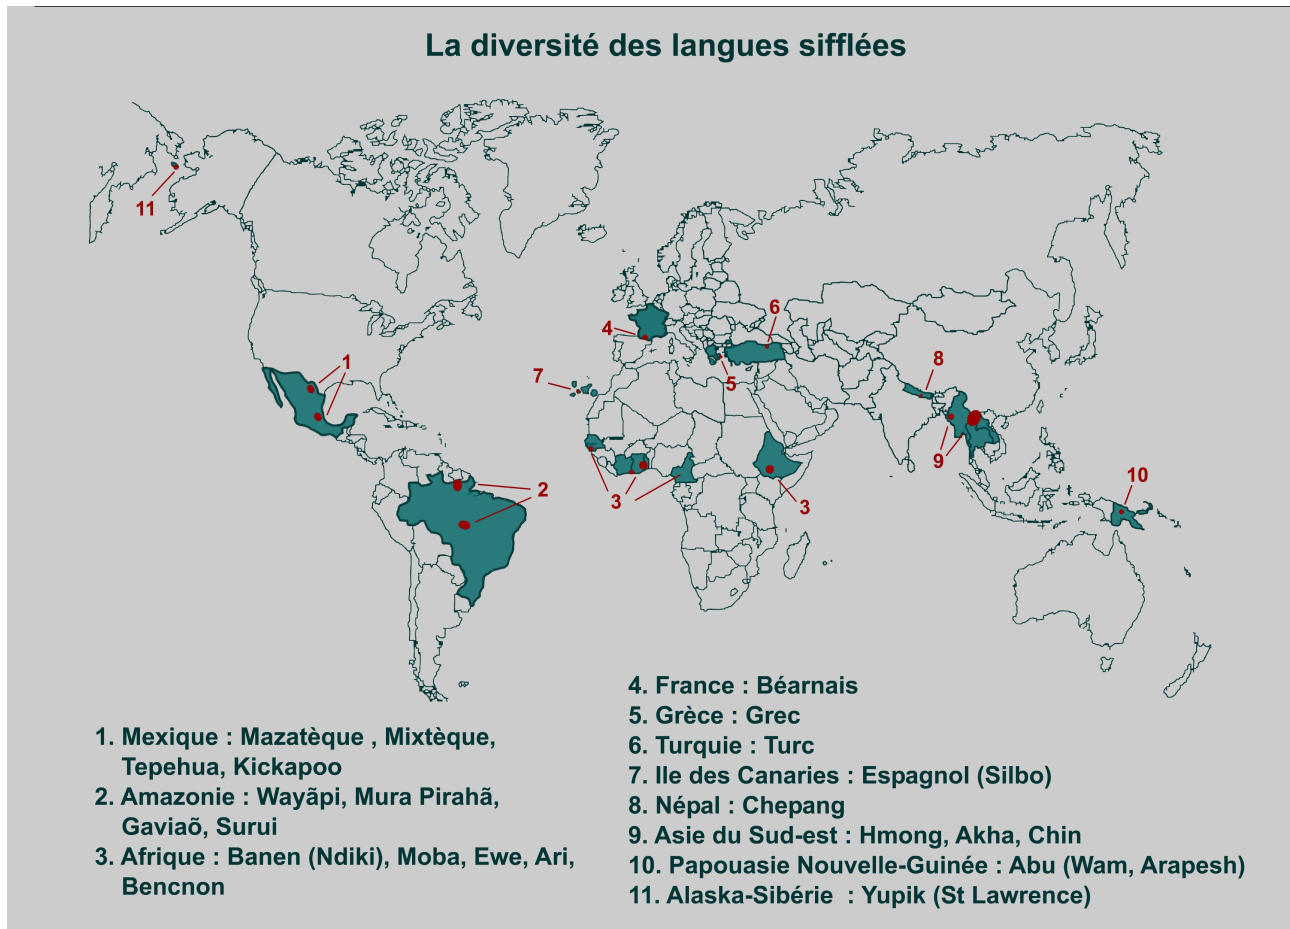 La diversité des langues sifflées
11
1
2
7
4
5
6
3
3
8
9
10
1. Mexique : Mazatèque , Mixtèque,
Tepehua, Kickapoo
2. Amazonie : Wayãpi, Mura Pirahã,
Gaviaõ, Surui
3. Afrique : Banen (Ndiki), Moba, Ewe, Ari,
Bencnon
4. France : Béarnais
5. Grèce : Grec
6. Turquie : Turc
7. Ile des Canaries : Espagnol (Silbo)
8. Népal : Chepang
9. Asie du Sud-est : Hmong, Akha, Chin
10. Papouasie Nouvelle-Guinée : Abu (Wam, Arapesh)
11. Alaska-Sibérie : Yupik (St Lawrence)